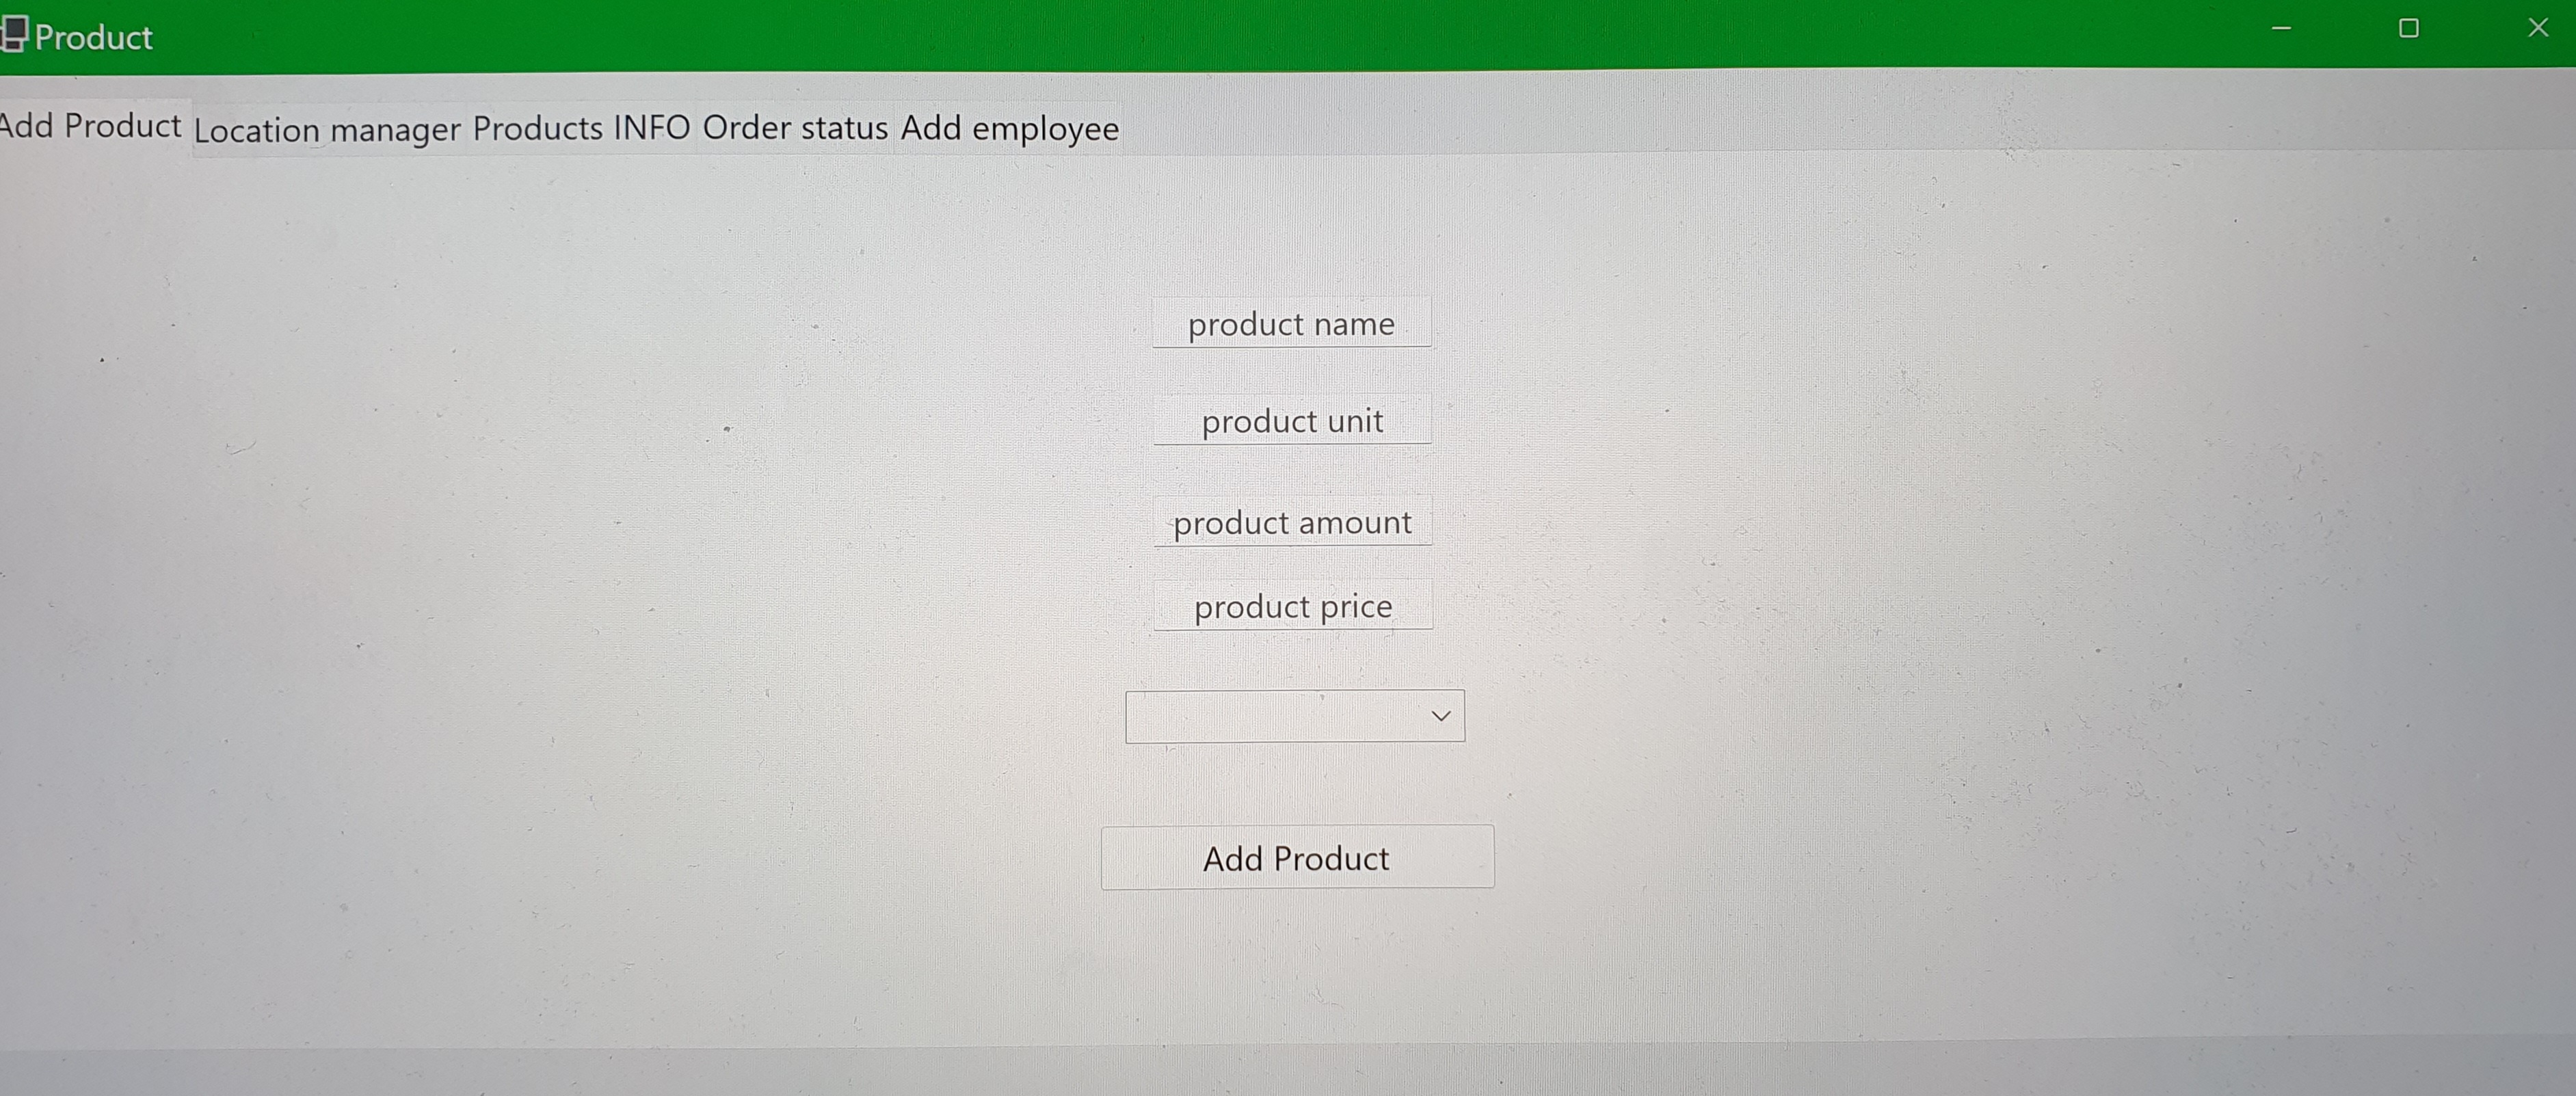 Product
Add Product Location manager Products INFO Order status Add employee
product name
product unit
product amount
product price
Add Product